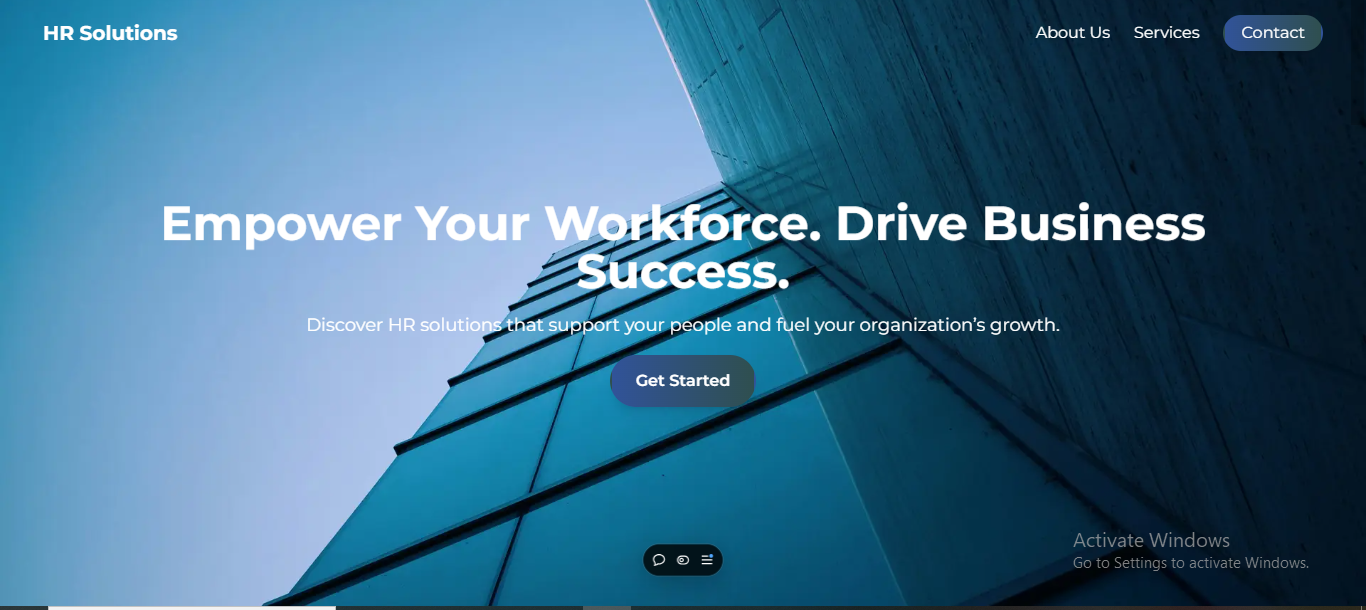 HR Solutions
About Us
Services
Contact
Empower Your Workforce. Drive Business
Success.
Discover HR solutions that support your people and fuel your organization’s growth.
Get Started
Activate Windows
Go to Settings to activate Windows.